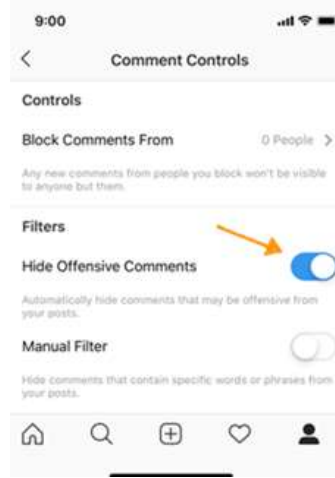 9:00
Comment Controls
Controls
Block Comments From 0 People
Any new comments from people you block won't be visible
to anyone but them.
Filters
Hide Offensive Comments
Automatically hide comments that may be offensive from
your posts.
Manual Filter
Hide comments that contain specific words or phrases from
your posts.